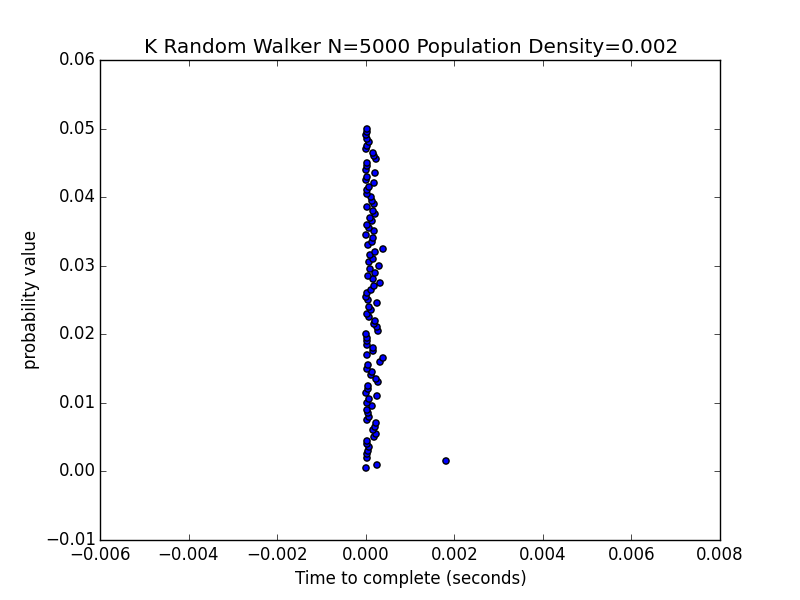 K Random Walker N=5000 Population Density=0.002
0.06
0.05
0.04
0.03
0.02
0.01
0.00
−0.01
probability value
−0.006 −0.004 −0.002 0.000 0.002 0.004 0.006 0.008
Time to complete (seconds)